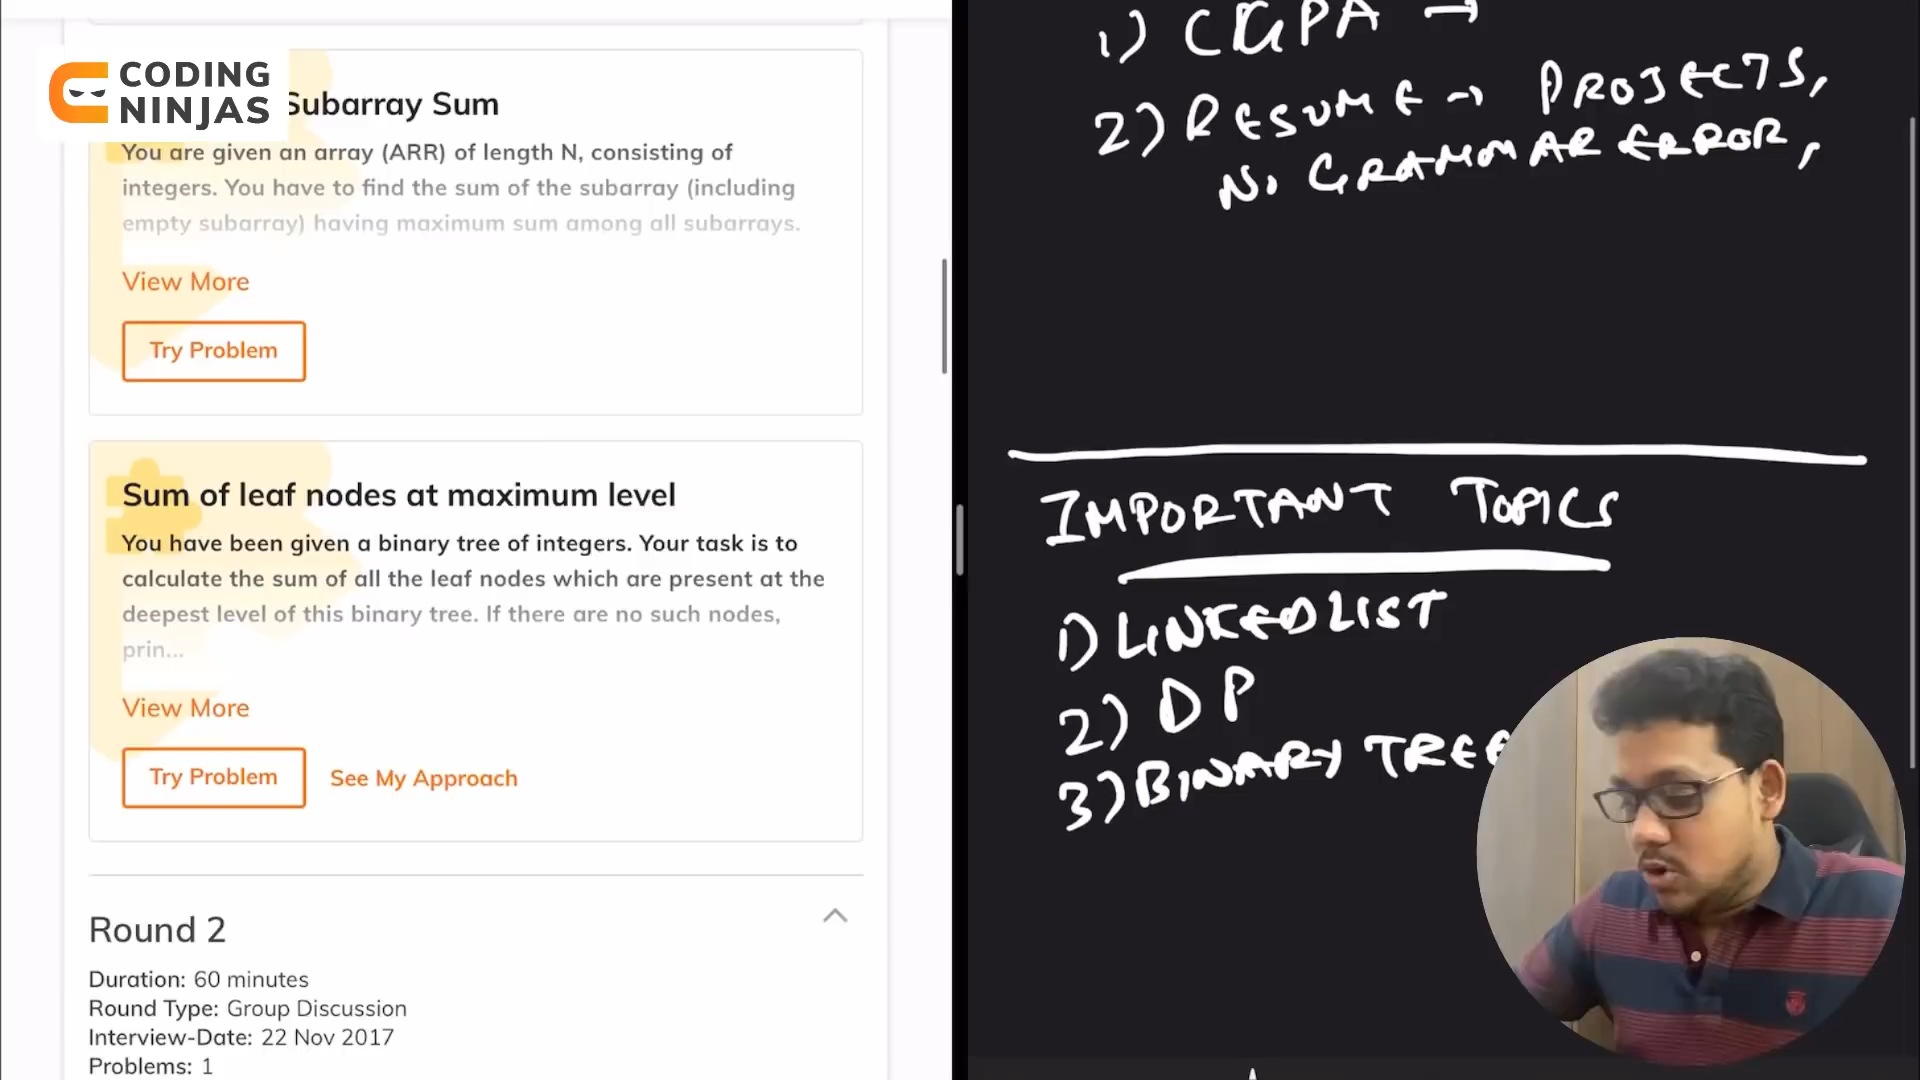 CODING
NINJAS
Subarray Sum
You are given an array (ARR) of length N, consisting of
integers. You have to find the sum of the subarray (including
empty subarray) having maximum sum among all subarrays.
View More
Try Problem
Sum of leaf nodes at maximum level
You have been given a binary tree of integers. Your task is to
calculate the sum of all the leaf nodes which are present at the
deepest level of this binary tree. If there are no such nodes,
prin...
View More
Try Problem See My Approach
Round 2
Duration: 60 minutes
Round Type: Group Discussion
Interview-Date: 22 Nov 2017
Problems: 1
1) CGPA →
2) RESUME → PROJECTS,
NO GRAMMAR ERROR,
IMPORTANT TOPICS
1) LINKEDLIST
2) DP
3) BINARY TREE